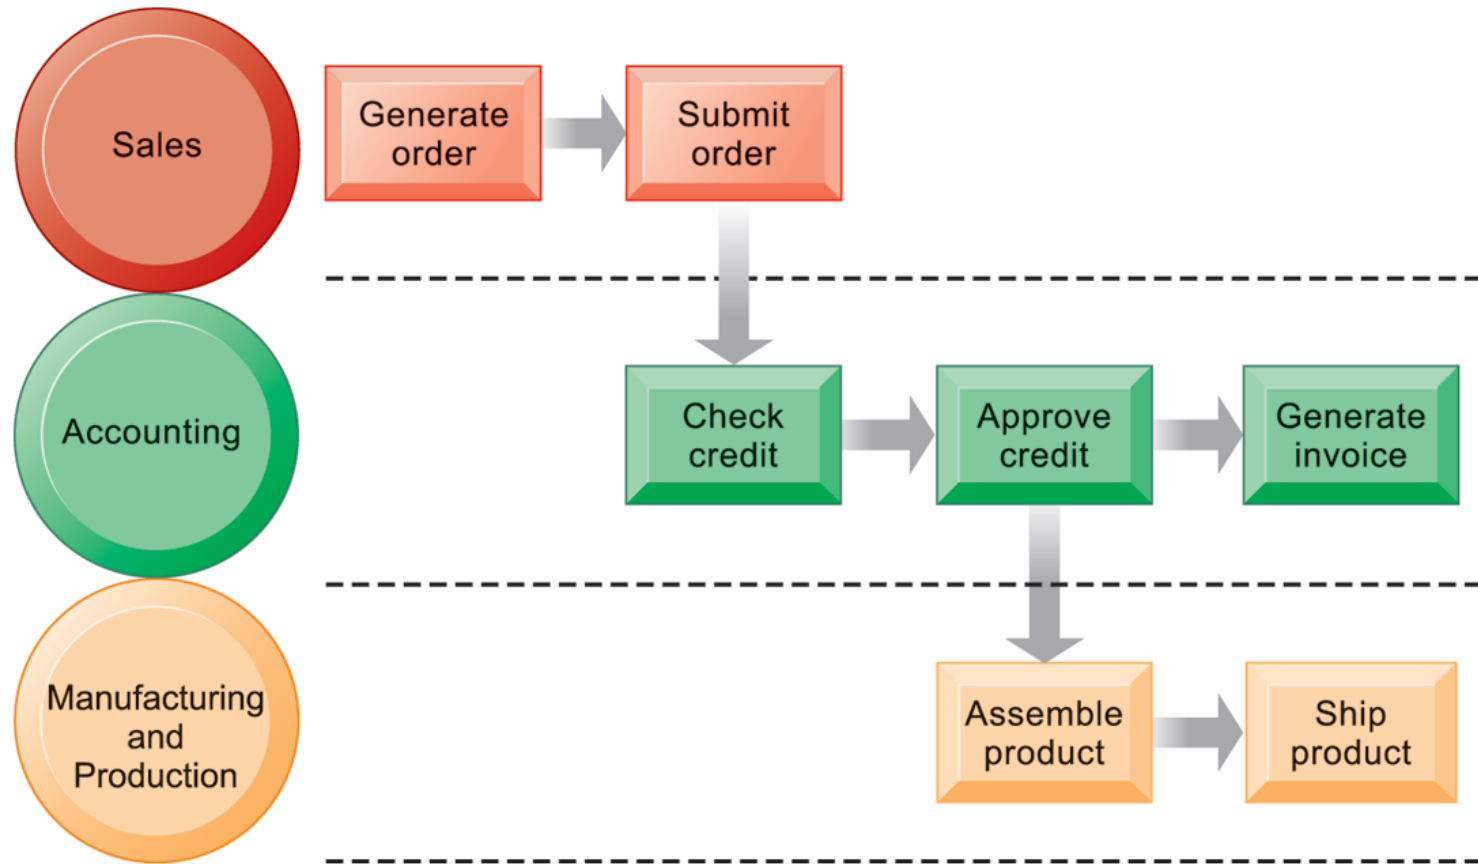 Sales
Generate
order
Submit
order
Accounting
Check
credit
Approve
credit
Generate
invoice
Manufacturing
and
Production
Assemble
product
Ship
product